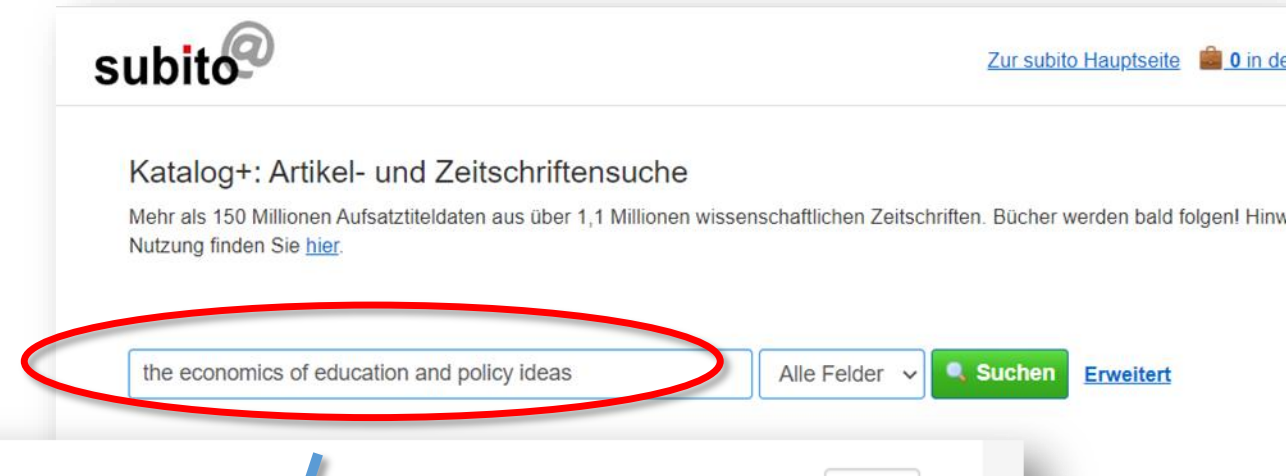 subito@
Zur subito Hauptseite 0 in de
Katalog+: Artikel- und Zeitschriftensuche
Mehr als 150 Millionen Aufsatztiteldaten aus über 1,1 Millionen wissenschaftlichen Zeitschriften. Bücher werden bald folgen! Hinw
Nutzung finden Sie hier.
the economics of education and policy ideas Alle Felder Suchen Erweitert